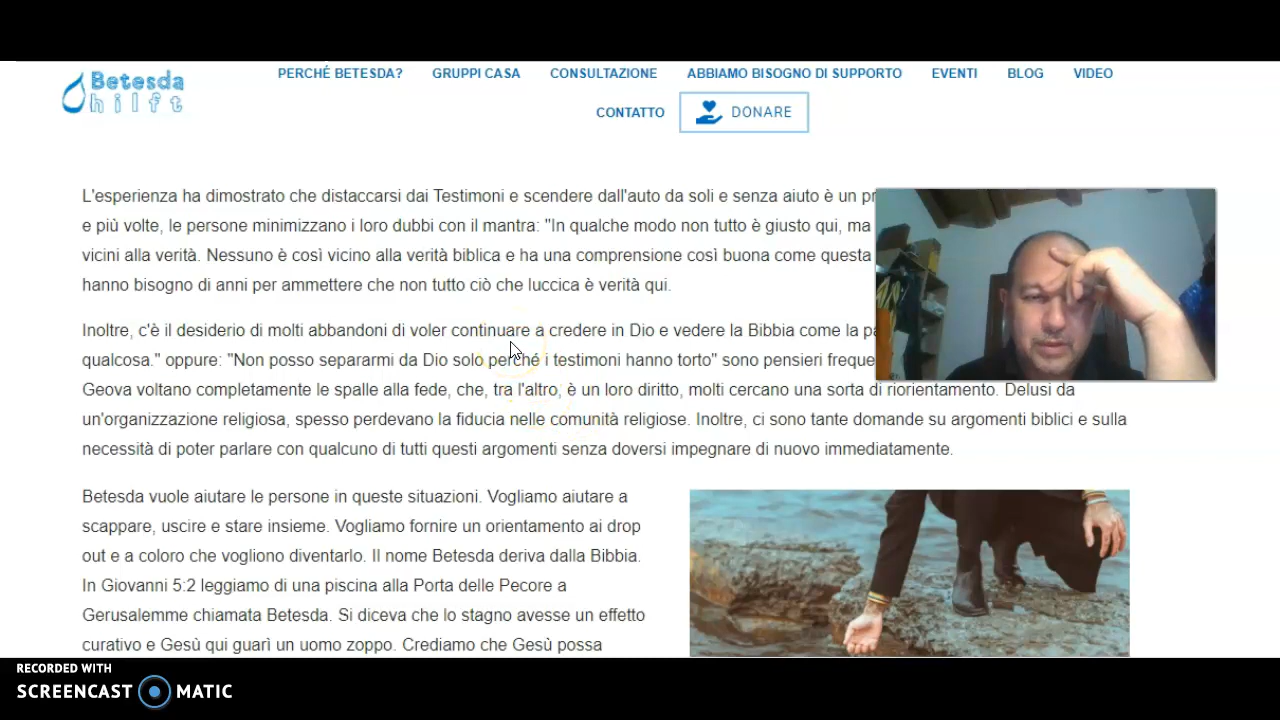 Betesda
hilft
PERCHÉ BETESDA?
GRUPPI CASA
CONSULTAZIONE
ABBIAMO BISOGNO DI SUPPORTO
EVENTI
BLOG
VIDEO
CONTATTO
DONARE
L'esperienza ha dimostrato che distaccarsi dai Testimoni e scendere dall'auto da soli e senza aiuto è un
e più volte, le persone minimizzano i loro dubbi con il mantra: "In qualche modo non tutto è giusto qui, ma
vicini alla verità. Nessuno è così vicino alla verità biblica e ha una comprensione così buona come questa
hanno bisogno di anni per ammettere che non tutto ciò che luccica è verità qui.
Inoltre, c'è il desiderio di molti abbandoni di voler continuare a credere in Dio e vedere la Bibbia come la
qualcosa." oppure: "Non posso separarmi da Dio solo perché i testimoni hanno torto" sono pensieri
Geova voltano completamente le spalle alla fede, che, tra l'altro, è un loro diritto, molti cercano una sorta di riorientamento. Delusi da
un'organizzazione religiosa, spesso perdevano la fiducia nelle comunità religiose. Inoltre, ci sono tante domande su argomenti biblici e sulla
necessità di poter parlare con qualcuno di tutti questi argomenti senza doversi impegnare di nuovo immediatamente.
Betesda vuole aiutare le persone in queste situazioni. Vogliamo aiutare a
scappare, uscire e stare insieme. Vogliamo fornire un orientamento ai drop
out e a coloro che vogliono diventarlo. Il nome Betesda deriva dalla Bibbia.
In Giovanni 5:2 leggiamo di una piscina alla Porta delle Pecore a
Gerusalemme chiamata Betesda. Si diceva che lo stagno avesse un effetto
curativo e Gesù qui guarì un uomo zoppo. Crediamo che Gesù possa
RECORDED WITH
SCREENCAST MATIC